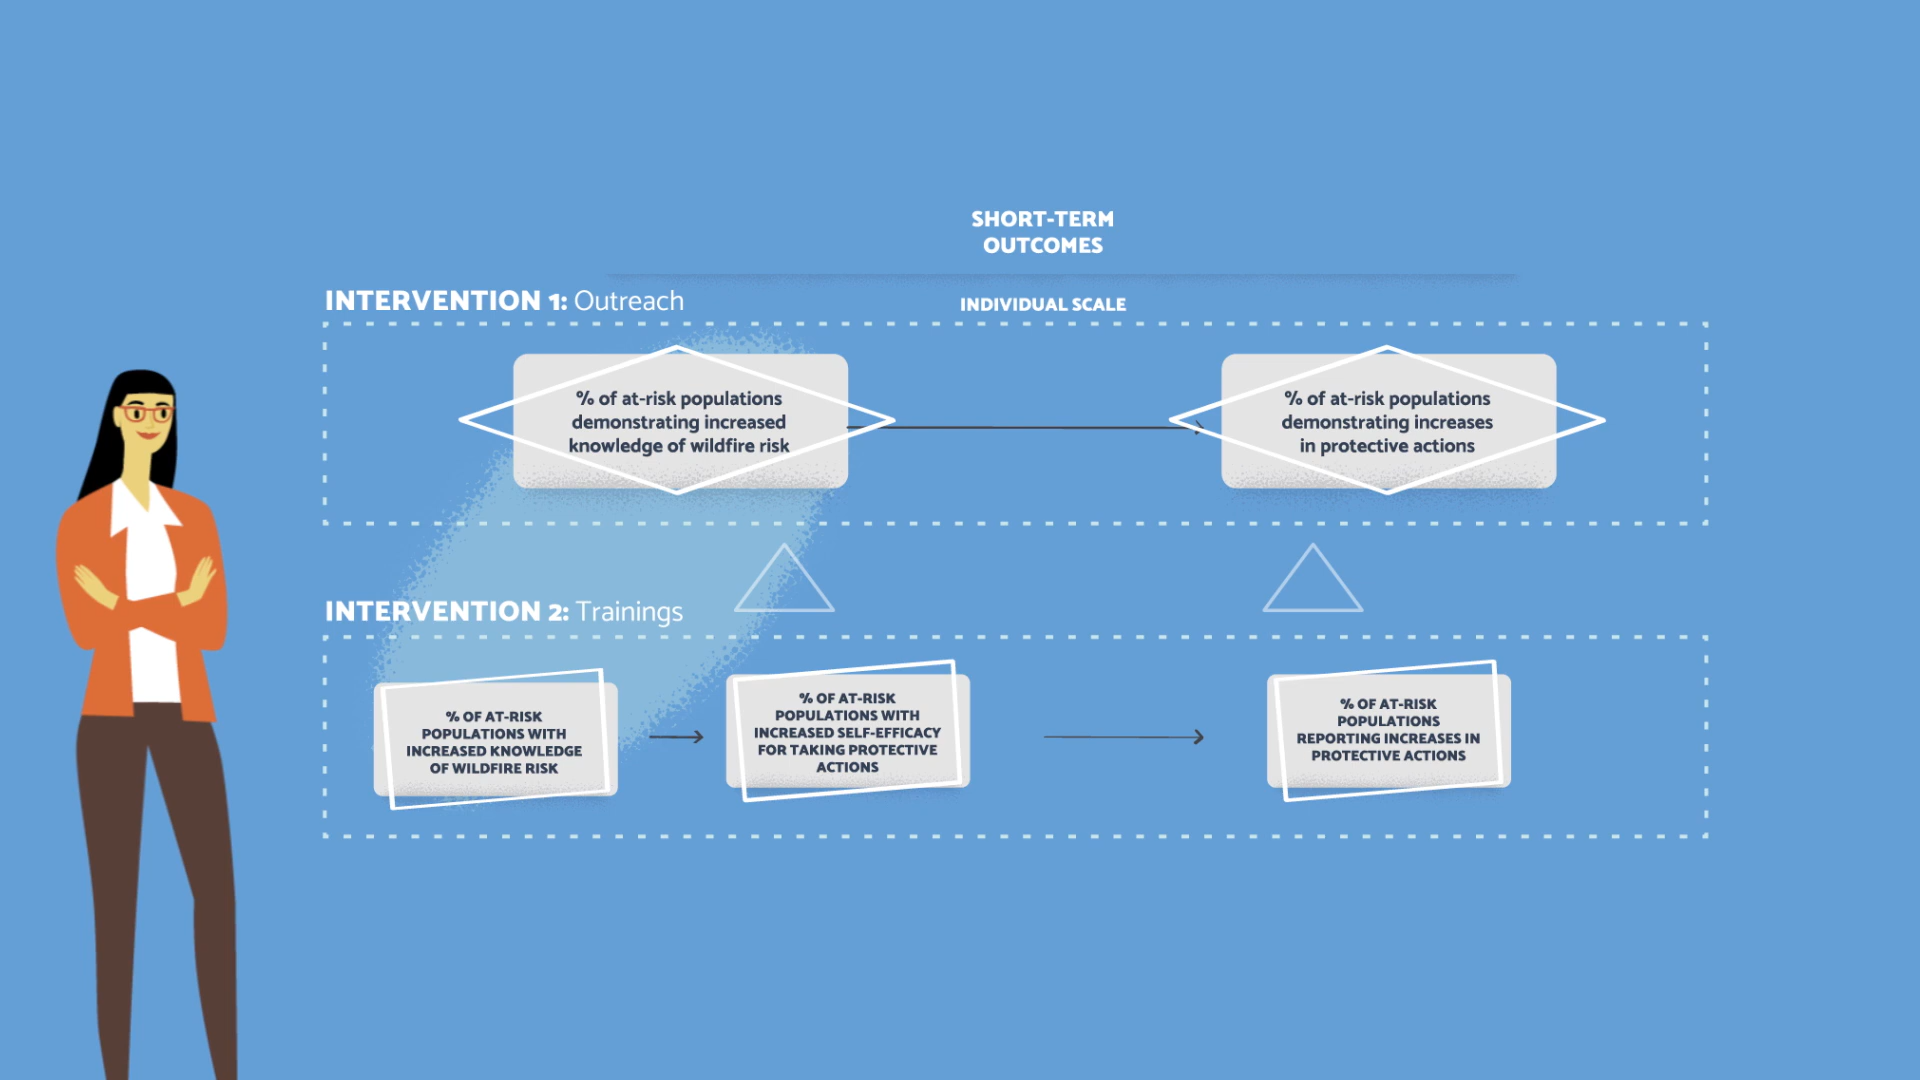 SHORT-TERM
OUTCOMES
INTERVENTION 1: Outreach
INDIVIDUAL SCALE
% of at-risk populations
demonstrating increased
knowledge of wildfire risk
% of at-risk populations
demonstrating increases
in protective actions
INTERVENTION 2: Trainings
% OF AT-RISK
POPULATIONS WITH
INCREASED KNOWLEDGE
OF WILDFIRE RISK
% OF AT-RISK
POPULATIONS WITH
INCREASED SELF-EFFICACY
FOR TAKING PROTECTIVE
ACTIONS
% OF AT-RISK
POPULATIONS
REPORTING INCREASES IN
PROTECTIVE ACTIONS